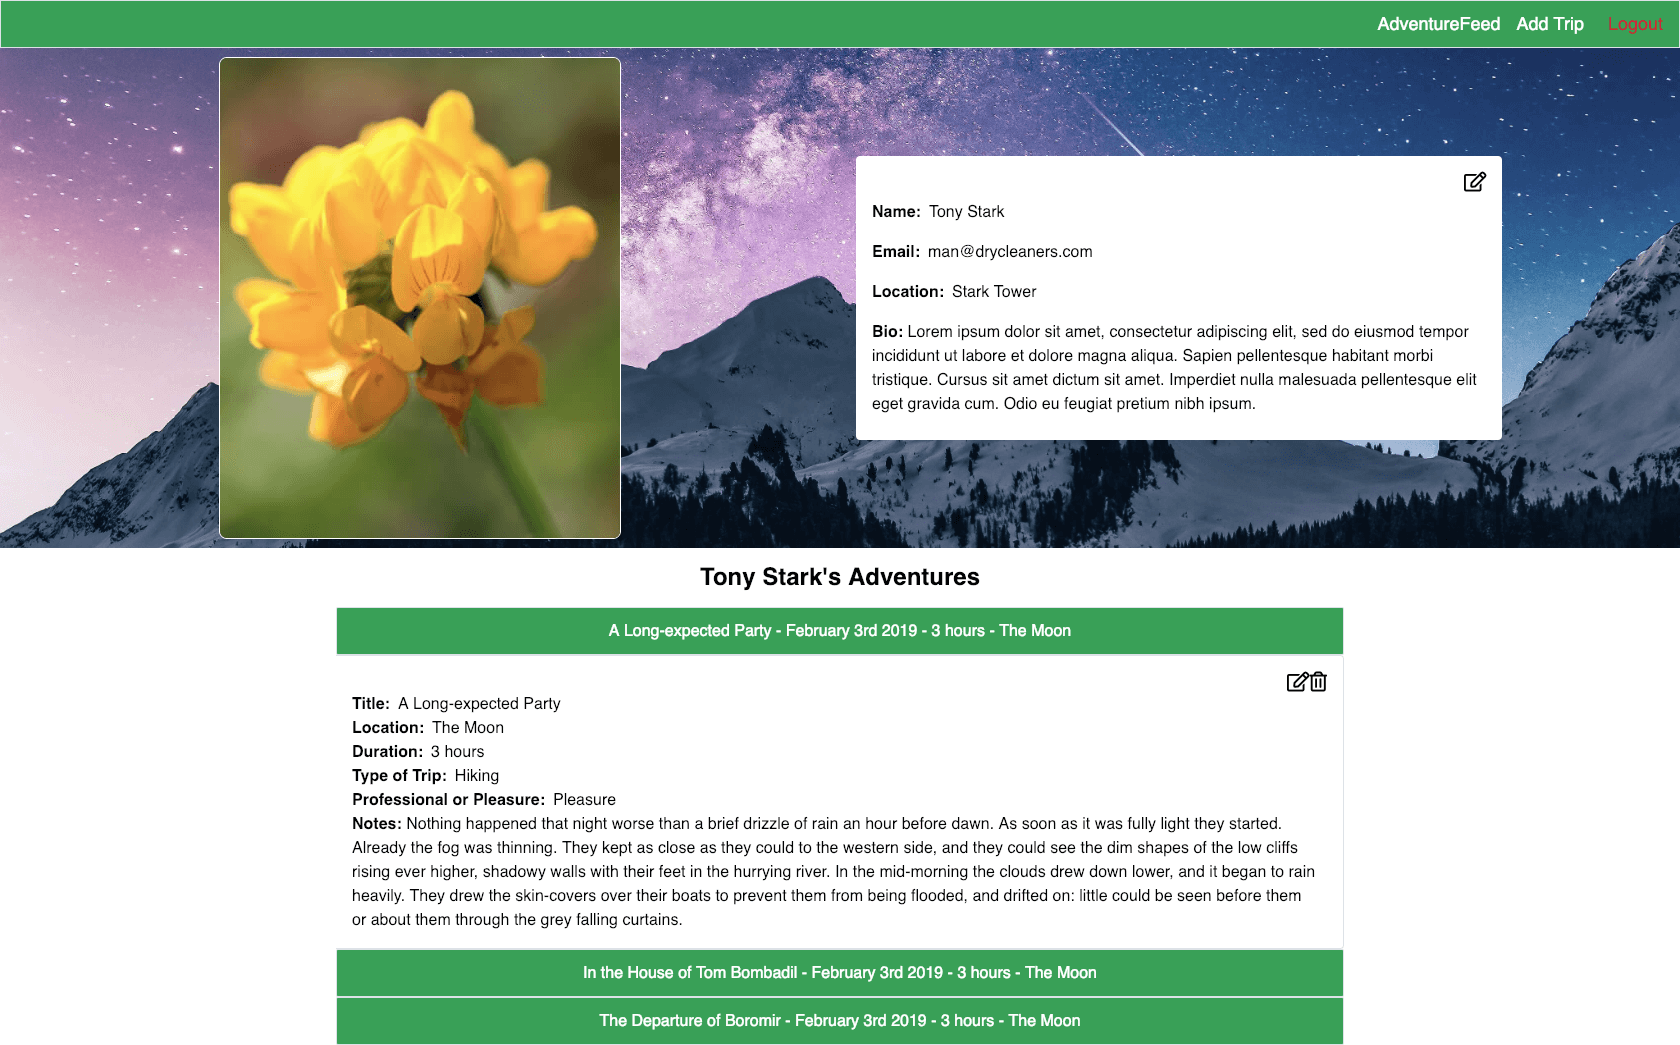 AdventureFeed Add Trip Logout
Name: Tony Stark
Email: man@drycleaners.com
Location: Stark Tower
Bio: Lorem ipsum dolor sit amet, consectetur adipiscing elit, sed do eiusmod tempor
incididunt ut labore et dolore magna aliqua. Sapien pellentesque habitant morbi
tristique. Cursus sit amet dictum sit amet. Imperdiet nulla malesuada pellentesque elit
eget gravida cum. Odio eu feugiat pretium nibh ipsum.
Tony Stark's Adventures
A Long-expected Party - February 3rd 2019 - 3 hours - The Moon
Title: A Long-expected Party
Location: The Moon
Duration: 3 hours
Type of Trip: Hiking
Professional or Pleasure: Pleasure
Notes: Nothing happened that night worse than a brief drizzle of rain an hour before dawn. As soon as it was fully light they started.
Already the fog was thinning. They kept as close as they could to the western side, and they could see the dim shapes of the low cliffs
rising ever higher, shadowy walls with their feet in the hurrying river. In the mid-morning the clouds drew down lower, and it began to rain
heavily. They drew the skin-covers over their boats to prevent them from being flooded, and drifted on: little could be seen before them
or about them through the grey falling curtains.
In the House of Tom Bombadil - February 3rd 2019 - 3 hours - The Moon
The Departure of Boromir - February 3rd 2019 - 3 hours - The Moon